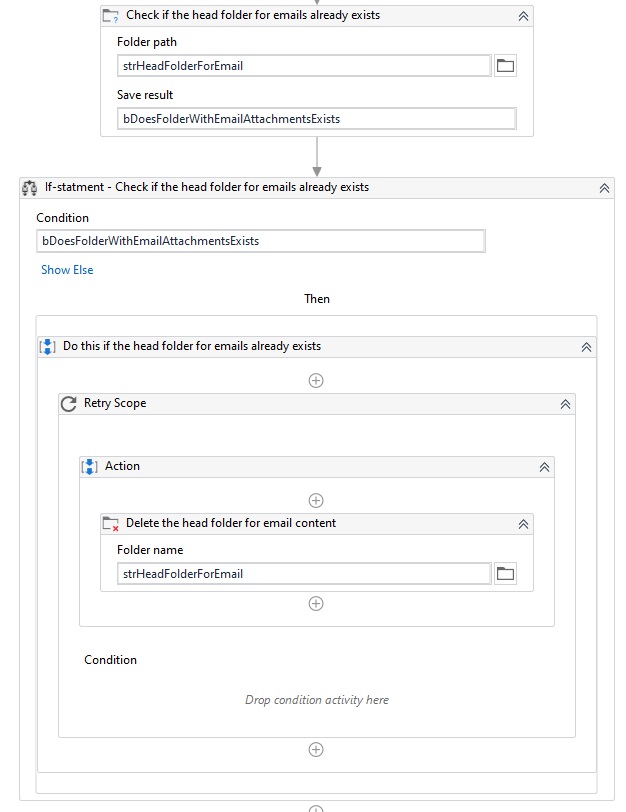 Check if the head folder for emails already exists
Folder path
strHeadFolderForEmail
Save result
bDoesFolderWithEmailAttachmentsExists
If-statment - Check if the head folder for emails already exists
Condition
bDoesFolderWithEmailAttachmentsExists
Show Else
Then
Do this if the head folder for emails already exists
Retry Scope
Action
Delete the head folder for email content
Folder name
strHeadFolderForEmail
Condition
Drop condition activity here